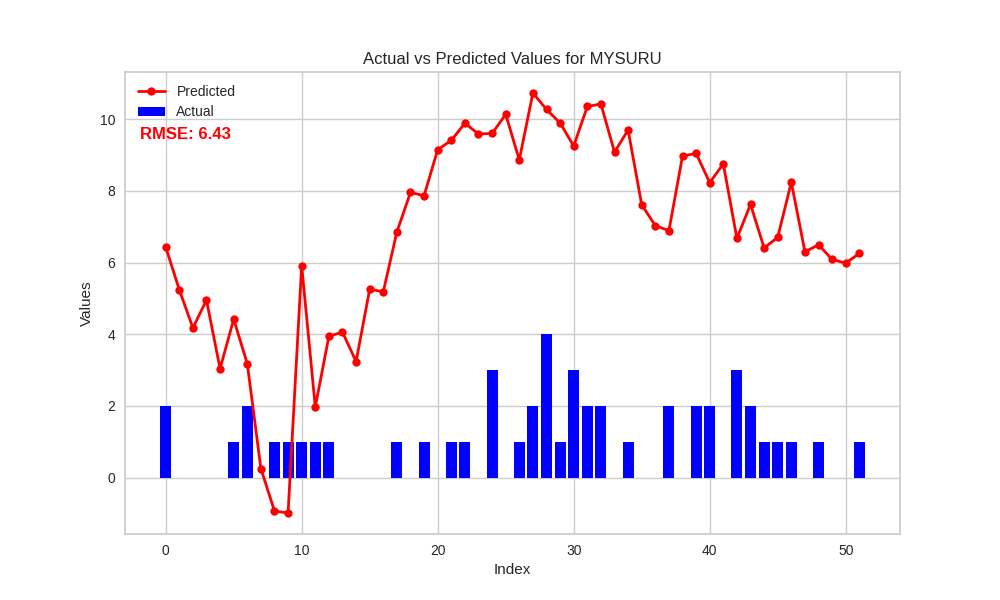 Actual vs Predicted Values for MYSURU
Predicted
Actual
RMSE: 6.43
Values
10
8
6
4
2
0
0 10 20 30 40 50
Index